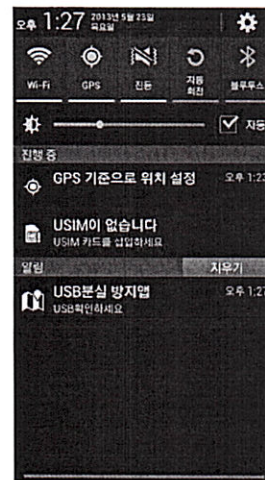 오후 1:27 2013년 5월 23일
목요일
Wi-Fi
GPS
진동
자동
회전
블루투스
자동
진행 중
GPS 기준으로 위치 설정
오후 1:23
USIM이 없습니다
USIM 카드를 삽입하세요
알림
지우기
USB분실 방지앱
오후 1:27
USB확인하세요